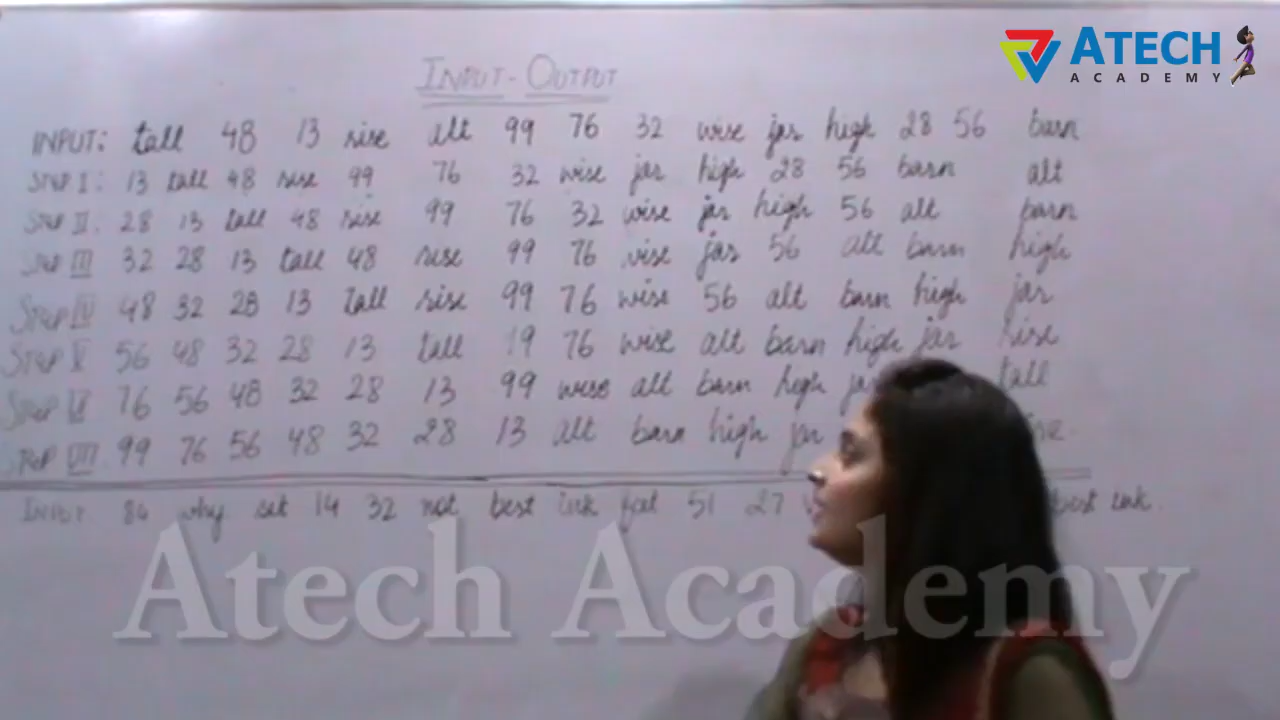 ATECH
ACADEMY
INPUT-OUTPUT
INPUT: tall 48 13 rise alt 99 76 32 wise jar high 28 56 barn
STEP I: 13 tall 48 rise 99 76 32 wise jar high 28 56 barn alt
STEP II: 28 13 tall 48 rise 99 76 32 wise jar high 56 alt barn
STEP III 32 28 13 tall 48 rise 99 76 wise jar 56 alt barn high
STEP IV 48 32 28 13 tall rise 99 76 wise 56 alt barn high jar
STEP V 56 48 32 28 13 tall 99 76 wise alt barn high jar rise
STEP VI 76 56 48 32 28 13 99 wise alt barn high tall
STEP VII 99 76 56 48 32 28 13 alt barn high jar
INPUT 84 why sit 14 32 not best ink fat 51 27 best ink.
Atech Academy